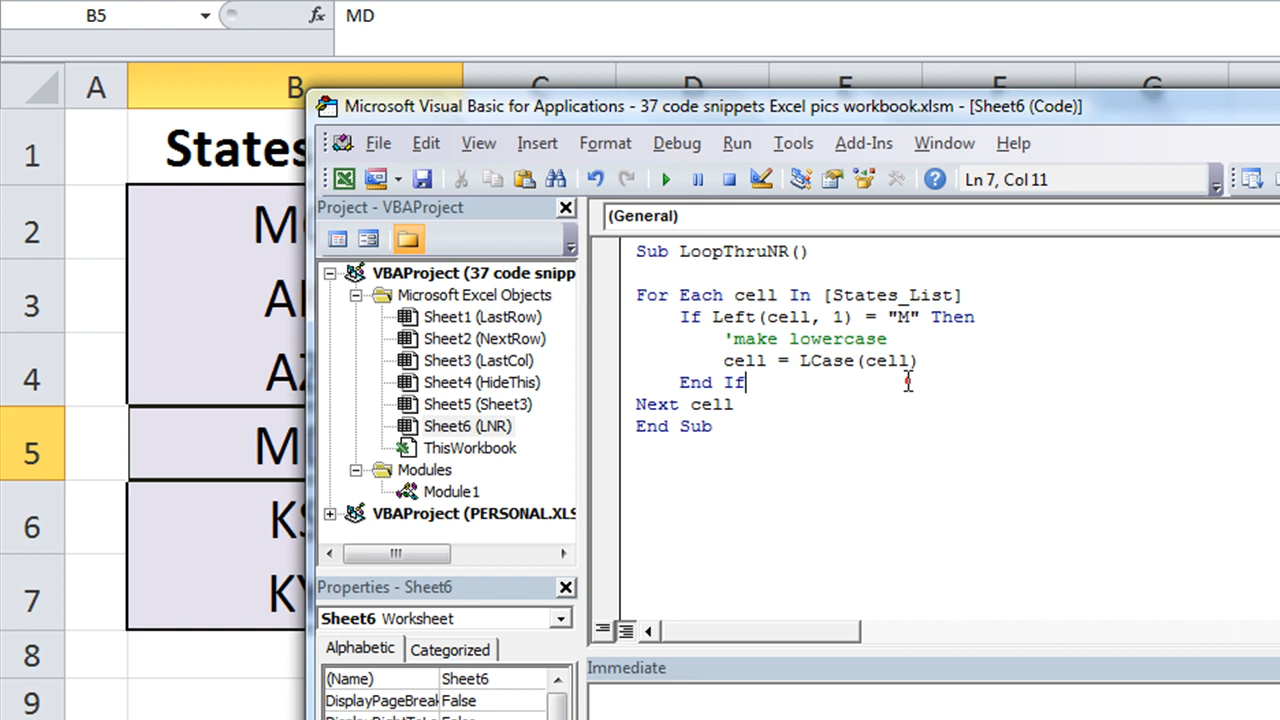 B5 fx MD
A B C D E F G
1 States
2
3
4 AZ
5
6
7
8
9
Microsoft Visual Basic for Applications - 37 code snippets Excel pics workbook.xlsm - [Sheet6 (Code)]
File Edit View Insert Format Debug Run Tools Add-Ins Window Help
Ln 7, Col 11
Project - VBAProject
(General)
VBAProject (37 code snipp
Microsoft Excel Objects
Sheet1 (LastRow)
Sheet2 (NextRow)
Sheet3 (LastCol)
Sheet4 (HideThis)
Sheet5 (Sheet3)
Sheet6 (LNR)
ThisWorkbook
Modules
Module1
VBAProject (PERSONAL.XLS
Sub LoopThruNR()
For Each cell In [States_List]
If Left(cell, 1) = "M" Then
'make lowercase
cell = LCase(cell)
End If
Next cell
End Sub
Properties - Sheet6
Sheet6 Worksheet
Alphabetic Categorized
(Name) Sheet6
DisplayPageBreak False
Immediate